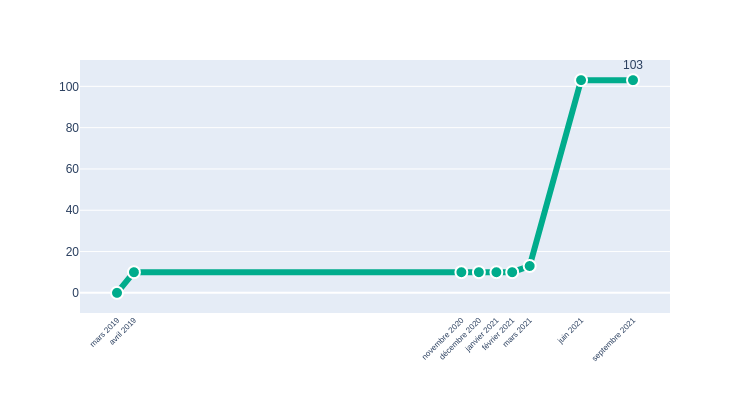 103
100
80
60
40
20
0
mars 2019
avril 2019
novembre 2020
décembre 2020
janvier 2021
février 2021
mars 2021
juin 2021
septembre 2021